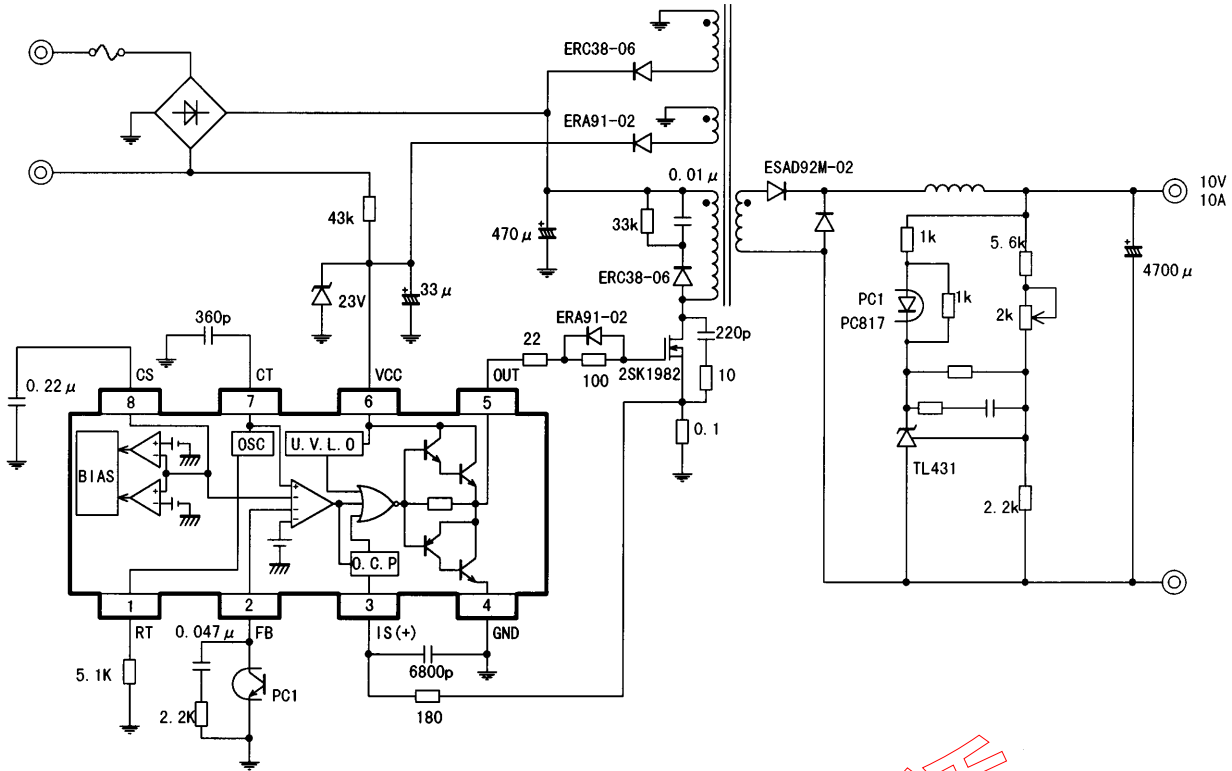 ERC38-06
ERA91-02
ESAD92M-02
0.01μ
10V
10A
43k
470μ
33k
1k
5.6k
4700μ
ERC38-06
23V
33μ
PC1
PC817
1k
2k
360p
ERA91-02
220p
22
100
2SK1982
10
0.22μ
CS
CT
VCC
OUT
8
7
6
5
0.1
BIAS
OSC
U.V.L.O
TL431
2.2k
O.C.P
1
2
3
4
RT
0.047μ
FB
IS(+)
GND
5.1K
6800p
PC1
2.2K
180